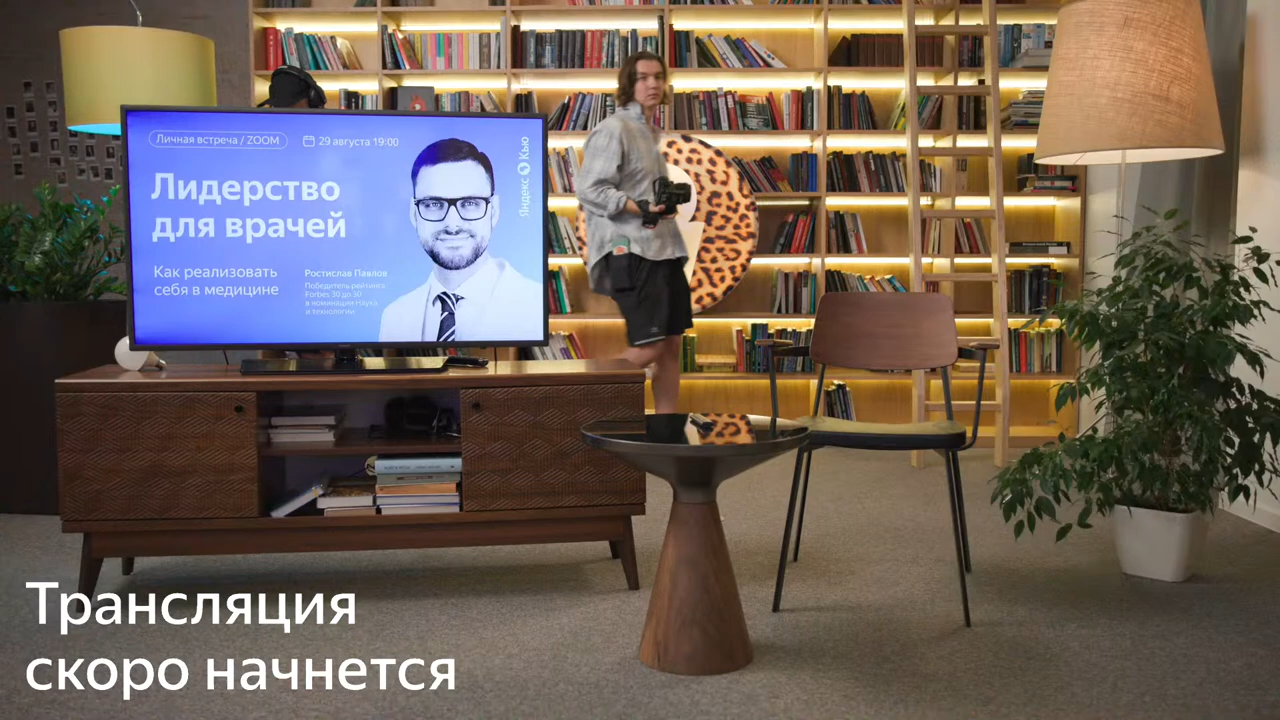 Личная встреча / ZOOM
29 августа 19:00
Яндекс Кью
Лидерство
для врачей
Как реализовать
себя в медицине
Ростислав Павлов
Победитель рейтинга
Forbes 30 до 30
в номинации Наука
и технологии
Трансляция
скоро начнется